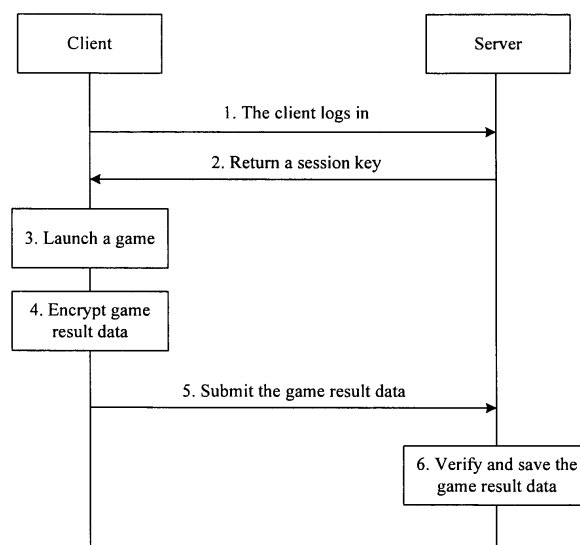 Client
Server
1. The client logs in
2. Return a session key
3. Launch a game
4. Encrypt game
result data
5. Submit the game result data
6. Verify and save the
game result data